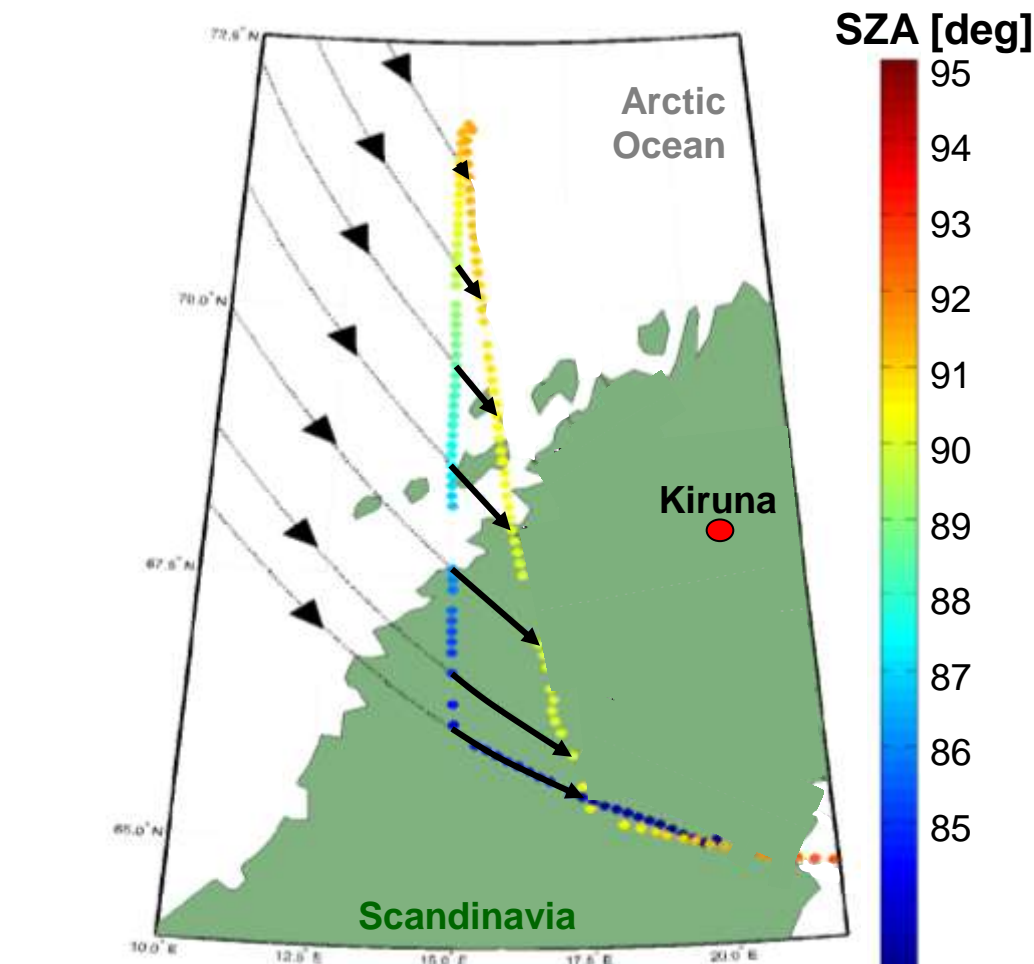 SZA [deg]
72.5°N
Arctic
Ocean
70.0°N
Kiruna
67.5°N
65.0°N
Scandinavia
10.0°E
12.5°E
15.0°E
17.5°E
20.0°E
95
94
93
92
91
90
89
88
87
86
85